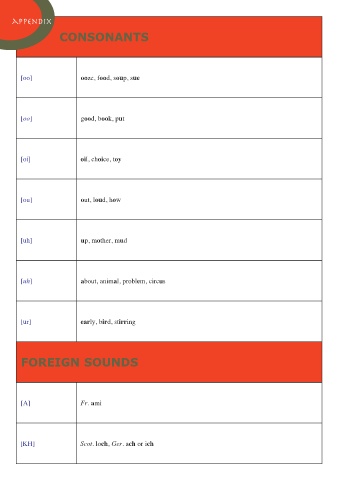 APPENDIX
CONSONANTS
[oo] ooze, food, soup, sue
[oo] good, book, put
[oi] oil, choice, toy
[ou] out, loud, how
[uh] up, mother, mud
[uh] about, animal, problem, circus
[ur] early, bird, stirring
FOREIGN SOUNDS
[A] Fr. ami
[KH] Scot. loch, Ger. ach or ich